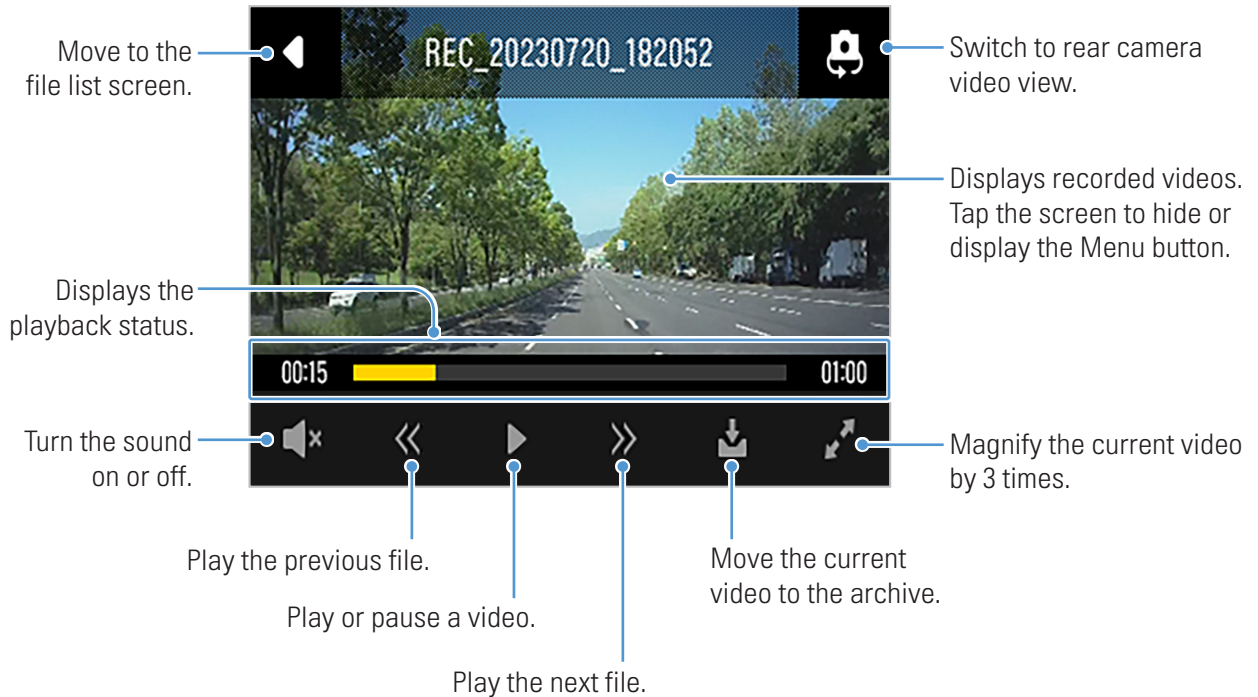 Move to the
file list screen.
REC_20230720_182052
Switch to rear camera
video view.
Displays recorded videos.
Tap the screen to hide or
display the Menu button.
Displays the
playback status.
00:15
01:00
Turn the sound
on or off.
Magnify the current video
by 3 times.
Play the previous file.
Move the current
video to the archive.
Play or pause a video.
Play the next file.